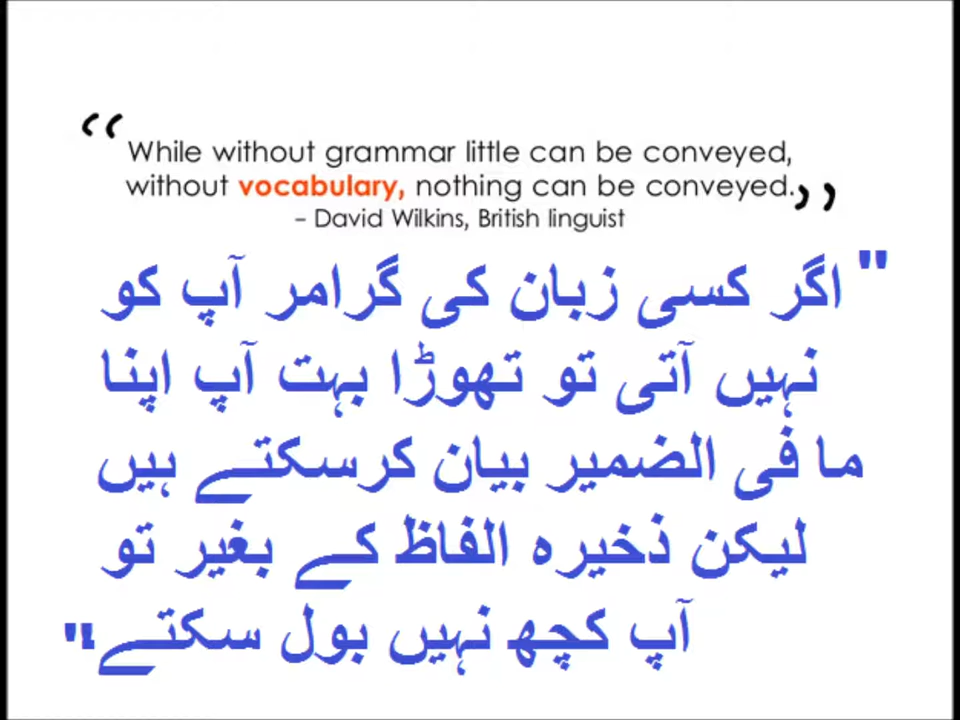 “While without grammar little can be conveyed,
without vocabulary, nothing can be conveyed.”
– David Wilkins, British linguist
"اگر کسی زبان کی گرامر آپ کو
نہیں آتی تو تھوڑا بہت آپ اپنا
ما فی الضمیر بیان کرسکتے ہیں
لیکن ذخیرہ الفاظ کے بغیر تو
آپ کچھ نہیں بول سکتے۔"